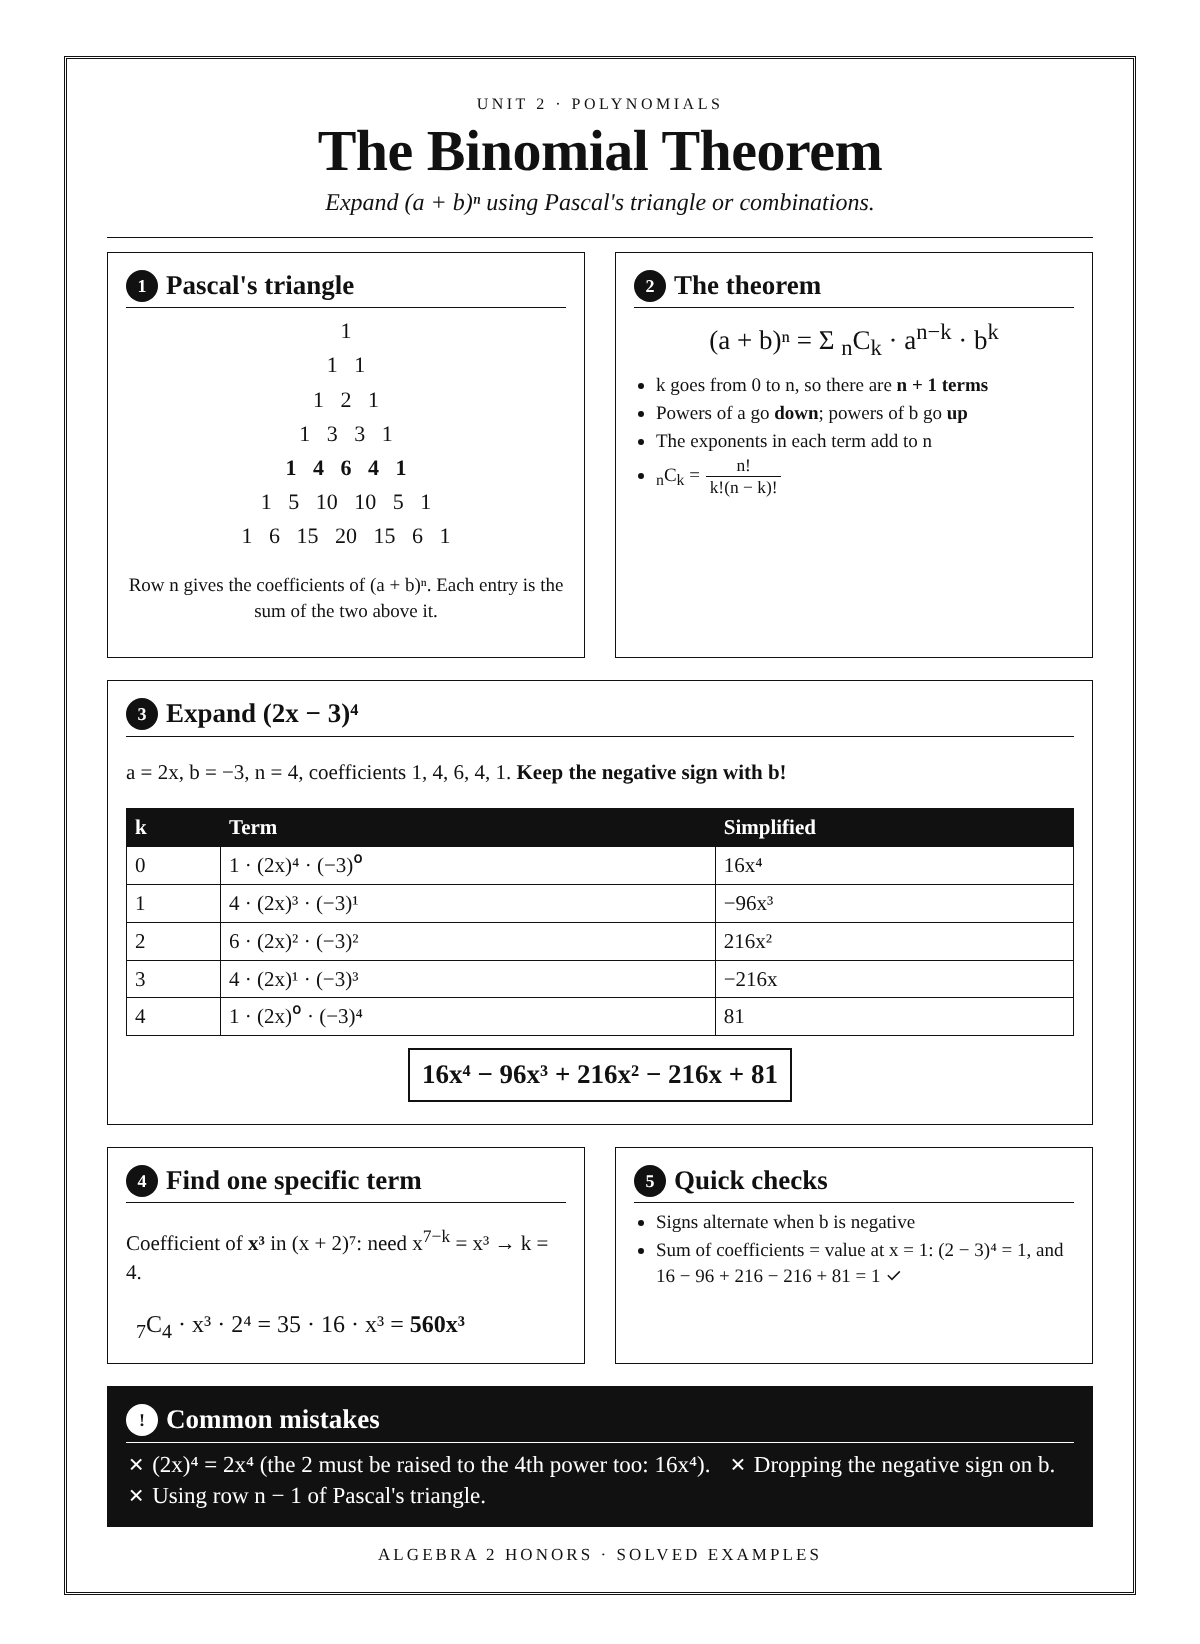 UNIT 2 · POLYNOMIALS
The Binomial Theorem
Expand (a + b)ⁿ using Pascal's triangle or combinations.
1 Pascal's triangle
1
1 1
1 2 1
1 3 3 1
1 4 6 4 1
1 5 10 10 5 1
1 6 15 20 15 6 1
Row n gives the coefficients of (a + b)ⁿ. Each entry is the
sum of the two above it.
2 The theorem
(a + b)ⁿ = Σ ₙCₖ · aⁿ⁻ᵏ · bᵏ
• k goes from 0 to n, so there are n + 1 terms
• Powers of a go down; powers of b go up
• The exponents in each term add to n
• ₙCₖ = n!
k!(n − k)!
3 Expand (2x − 3)⁴
a = 2x, b = −3, n = 4, coefficients 1, 4, 6, 4, 1. Keep the negative sign with b!
k Term Simplified
0 1 · (2x)⁴ · (−3)⁰ 16x⁴
1 4 · (2x)³ · (−3)¹ −96x³
2 6 · (2x)² · (−3)² 216x²
3 4 · (2x)¹ · (−3)³ −216x
4 1 · (2x)⁰ · (−3)⁴ 81
16x⁴ − 96x³ + 216x² − 216x + 81
4 Find one specific term
Coefficient of x³ in (x + 2)⁷: need x⁷⁻ᵏ = x³ → k =
4.
₇C₄ · x³ · 2⁴ = 35 · 16 · x³ = 560x³
5 Quick checks
• Signs alternate when b is negative
• Sum of coefficients = value at x = 1: (2 − 3)⁴ = 1, and
16 − 96 + 216 − 216 + 81 = 1 ✓
! Common mistakes
✕ (2x)⁴ = 2x⁴ (the 2 must be raised to the 4th power too: 16x⁴). ✕ Dropping the negative sign on b.
✕ Using row n − 1 of Pascal's triangle.
ALGEBRA 2 HONORS · SOLVED EXAMPLES